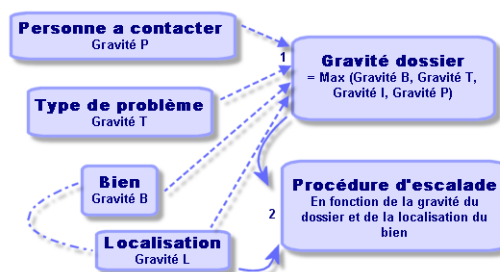 Personne a contacter
Gravité P
1
Gravité dossier
= Max (Gravité B, Gravité T,
Gravité I, Gravité P)
Type de problème
Gravité T
Bien
Gravité B
2
Procédure d'escalade
En fonction de la gravité du
dossier et de la localisation du
bien
Localisation
Gravité L